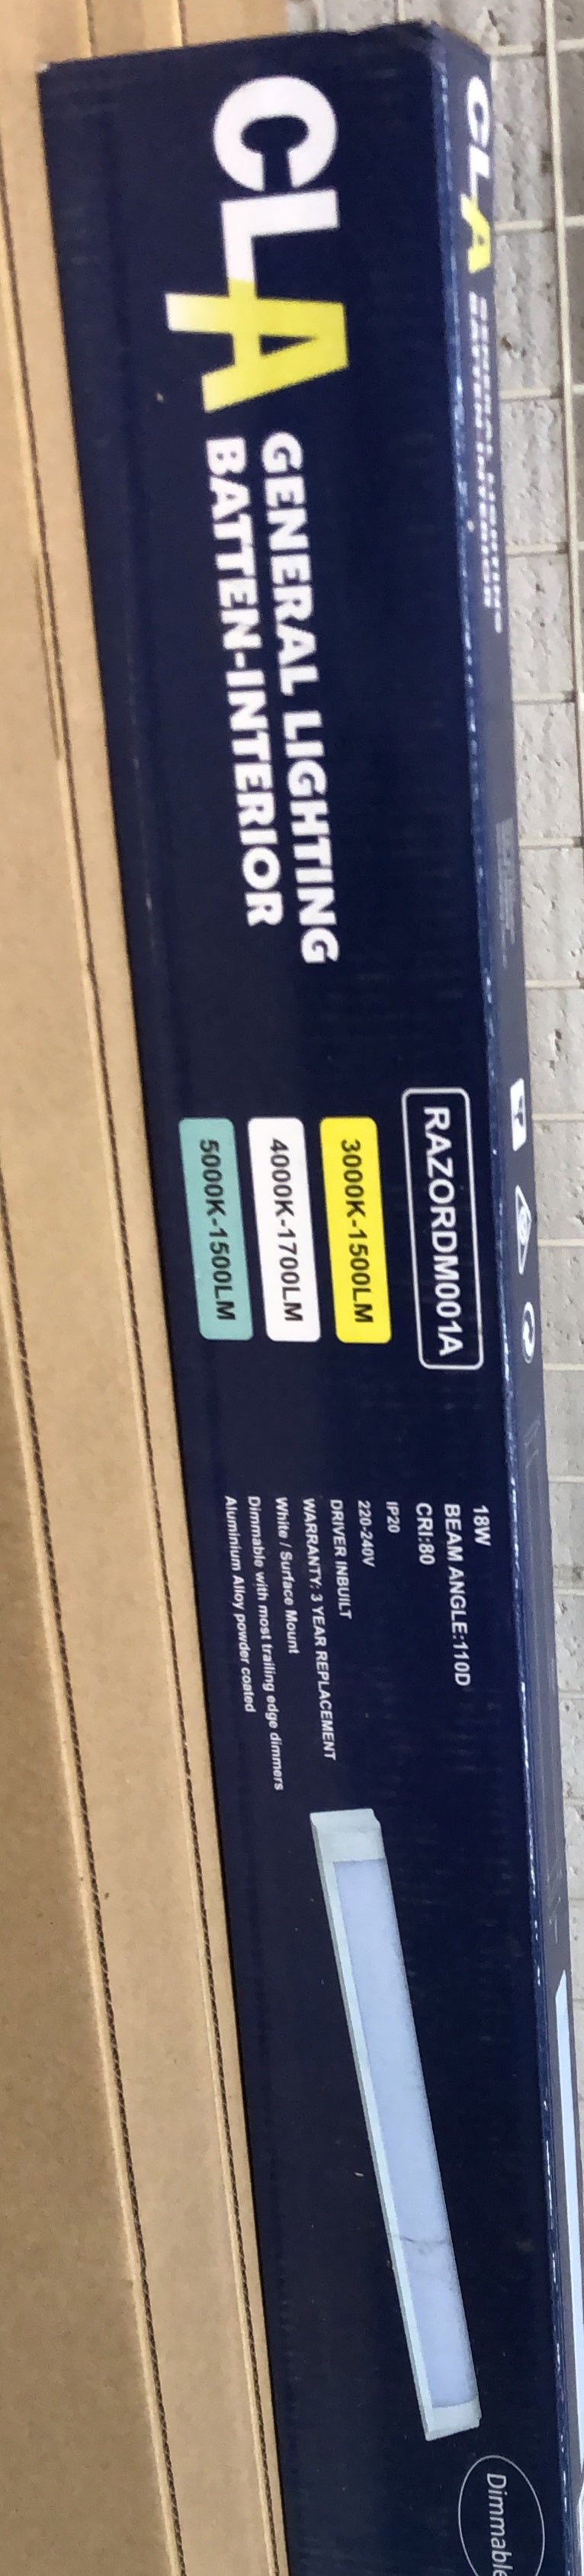 CLA
GENERAL LIGHTING
BATTEN-INTERIOR
RAZORDM001A
3000K-1500LM
4000K-1700LM
5000K-1500LM
18W
BEAM ANGLE:110D
CRI:80
IP20
220-240V
DRIVER INBUILT
WARRANTY: 3 YEAR REPLACEMENT
White / Surface Mount
Dimmable with most trailing edge dimmers
Aluminium Alloy powder coated
Dimmable
CLA